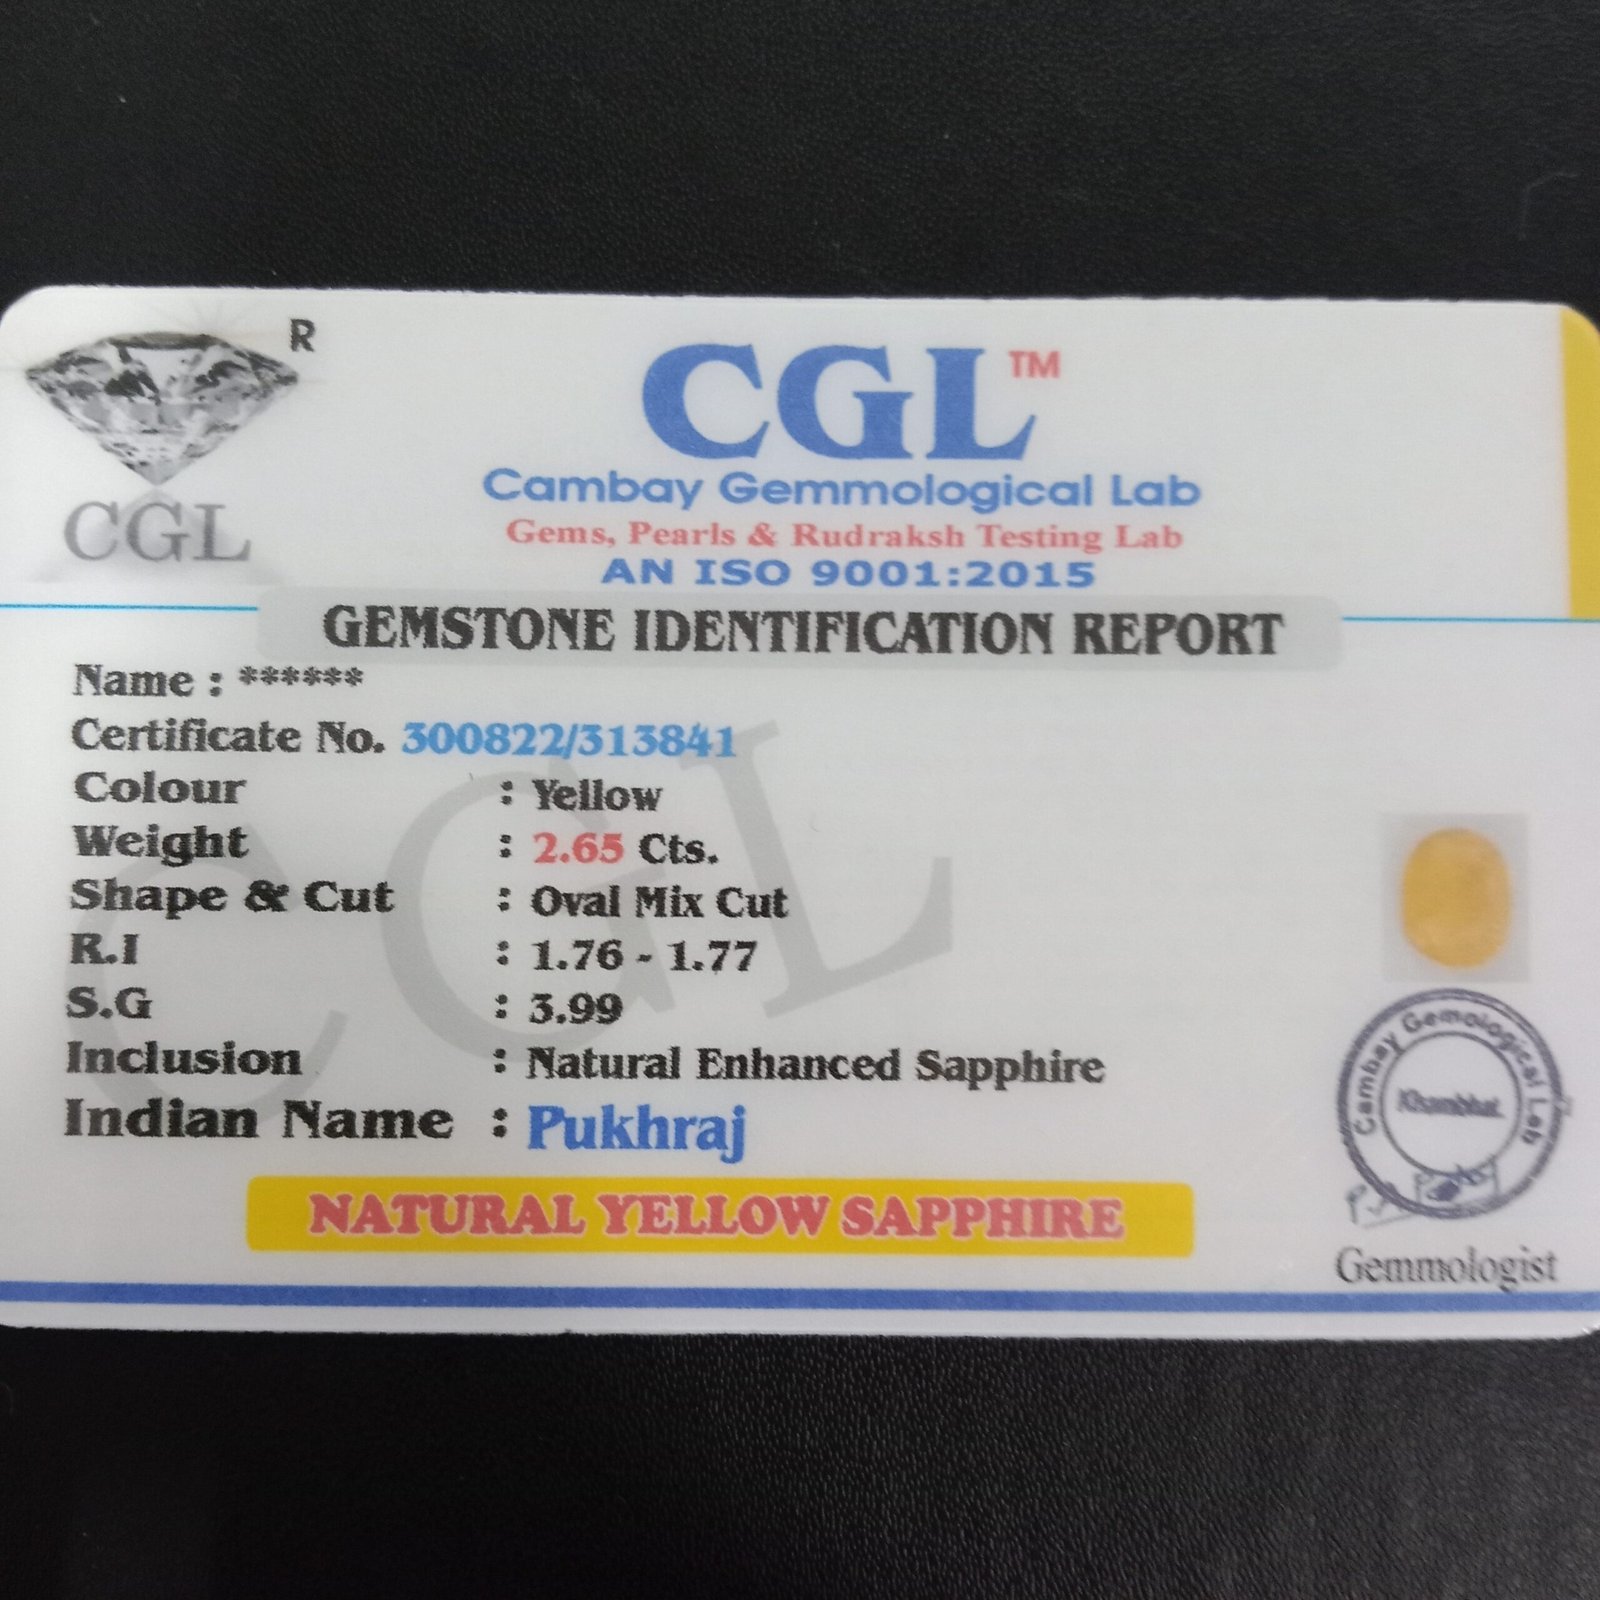 R
CGL
CGL™
Cambay Gemmological Lab
Gems, Pearls & Rudraksh Testing Lab
AN ISO 9001:2015
GEMSTONE IDENTIFICATION REPORT
Name : ******
Certificate No. 300822/313841
Colour : Yellow
Weight : 2.65 Cts.
Shape & Cut : Oval Mix Cut
R.I : 1.76 - 1.77
S.G : 3.99
Inclusion : Natural Enhanced Sapphire
Indian Name : Pukhraj
NATURAL YELLOW SAPPHIRE
CGL
Cambay Gemological Lab
Khambhat
Gemmologist